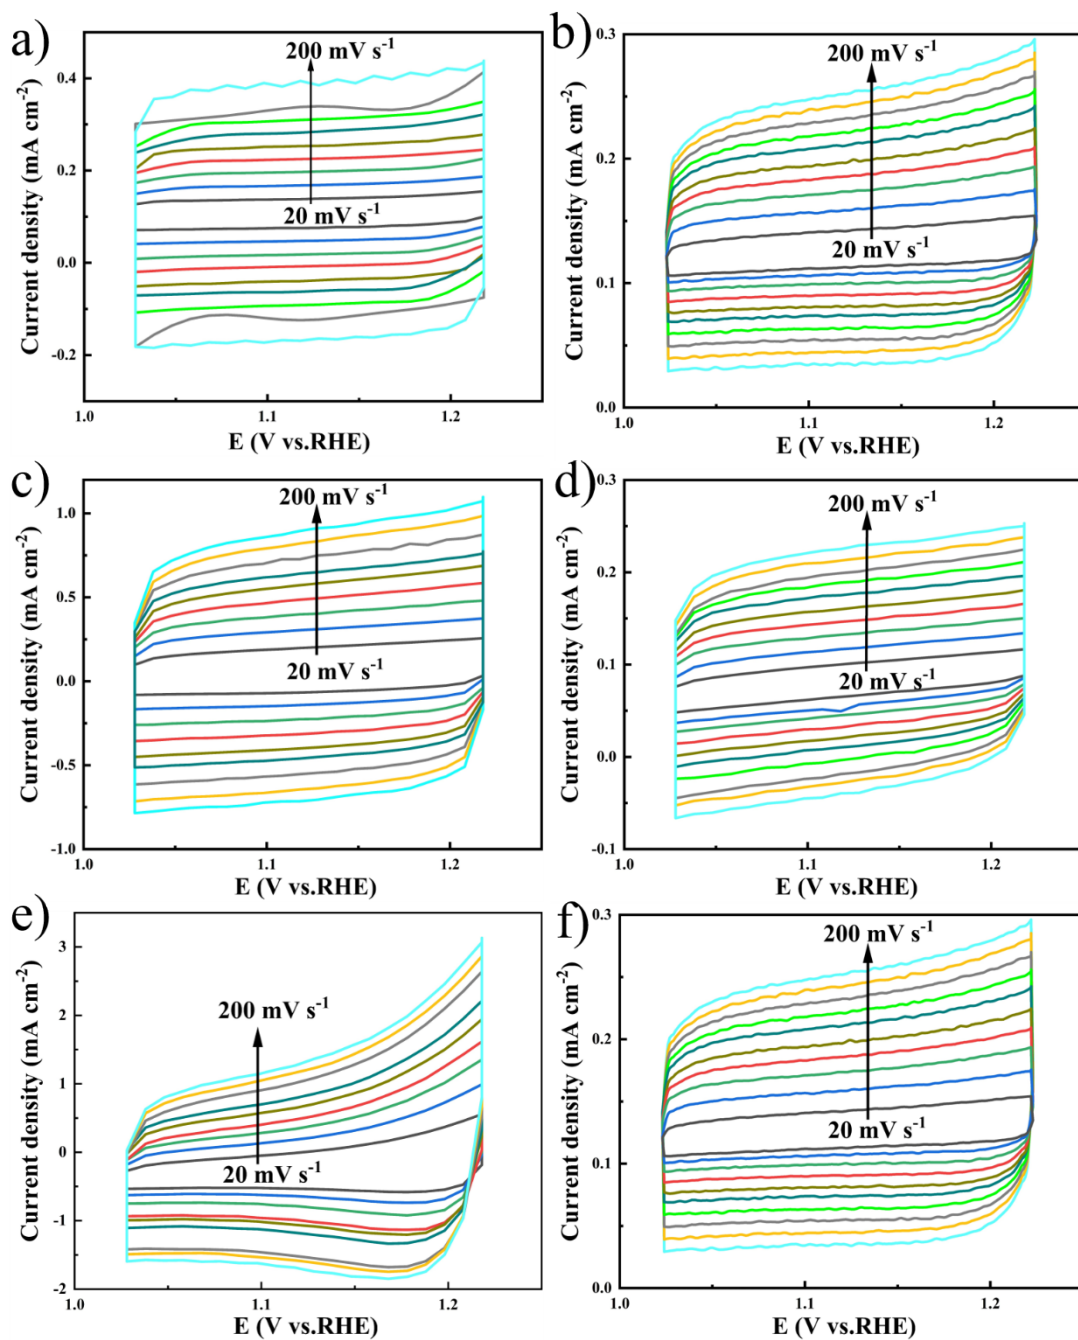 a)
200 mV s⁻¹
20 mV s⁻¹
0.4
0.2
0.0
-0.2
1.0
1.1
1.2
Current density (mA cm⁻²)
E (V vs.RHE)
b)
200 mV s⁻¹
20 mV s⁻¹
0.3
0.2
0.1
0.0
1.0
1.1
1.2
Current density (mA cm⁻²)
E (V vs.RHE)
c)
200 mV s⁻¹
20 mV s⁻¹
1.0
0.5
0.0
-0.5
-1.0
1.0
1.1
1.2
Current density (mA cm⁻²)
E (V vs.RHE)
d)
200 mV s⁻¹
20 mV s⁻¹
0.3
0.2
0.1
0.0
-0.1
1.0
1.1
1.2
Current density (mA cm⁻²)
E (V vs.RHE)
e)
200 mV s⁻¹
20 mV s⁻¹
3
2
1
0
-1
-2
1.0
1.1
1.2
Current density (mA cm⁻²)
E (V vs.RHE)
f)
200 mV s⁻¹
20 mV s⁻¹
0.3
0.2
0.1
0.0
1.0
1.1
1.2
Current density (mA cm⁻²)
E (V vs.RHE)